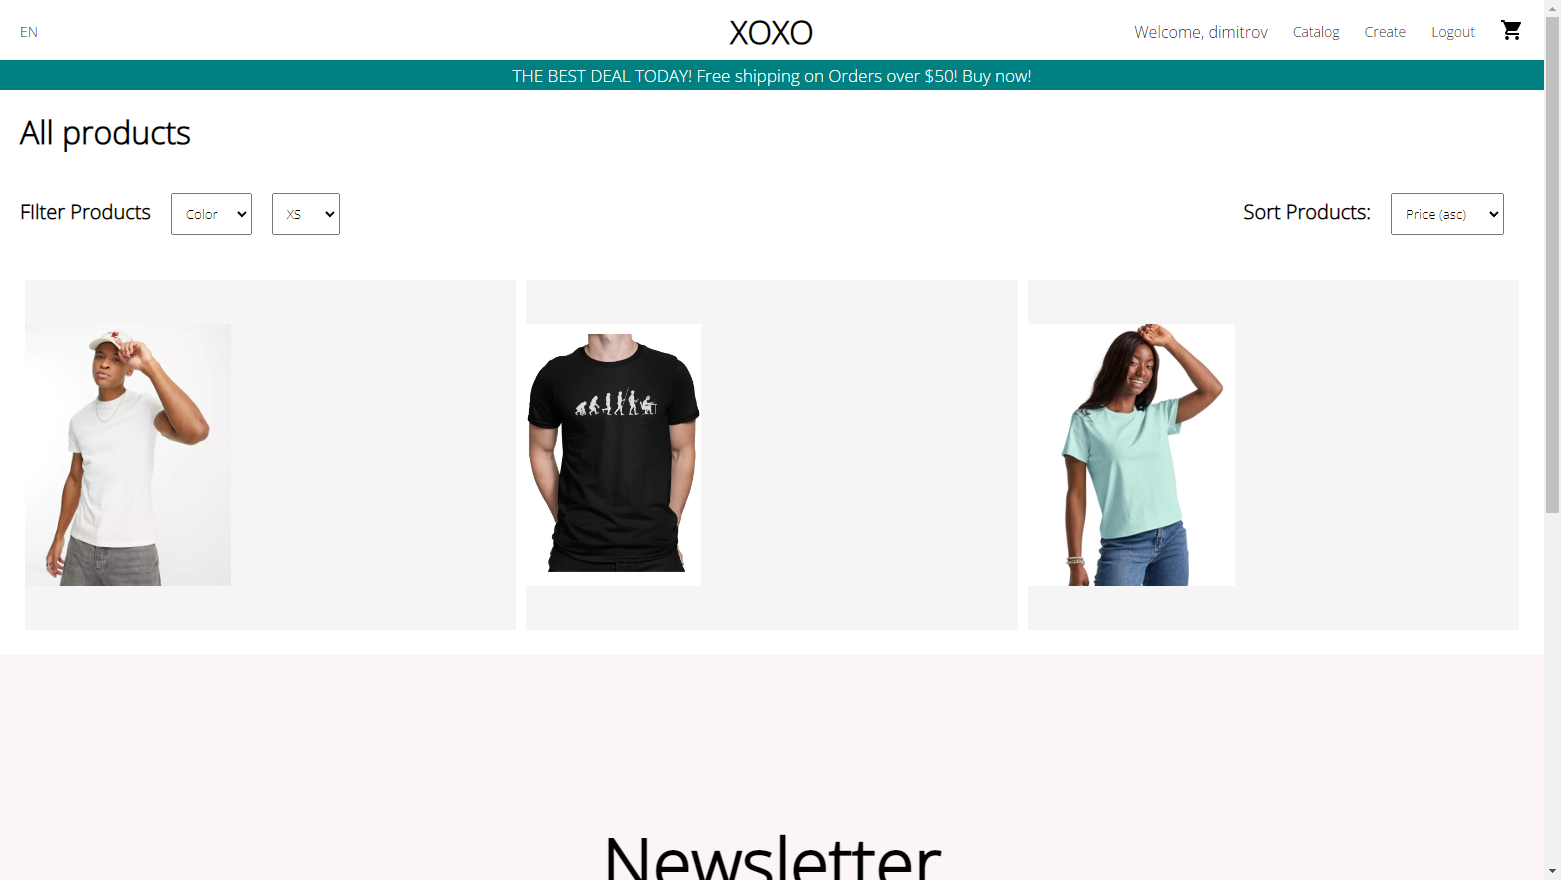 EN
XOXO
Welcome, dimitrov
Catalog
Create
Logout
THE BEST DEAL TODAY! Free shipping on Orders over $50! Buy now!
All products
FIlter Products
Color
XS
Sort Products:
Price (asc)
Newsletter